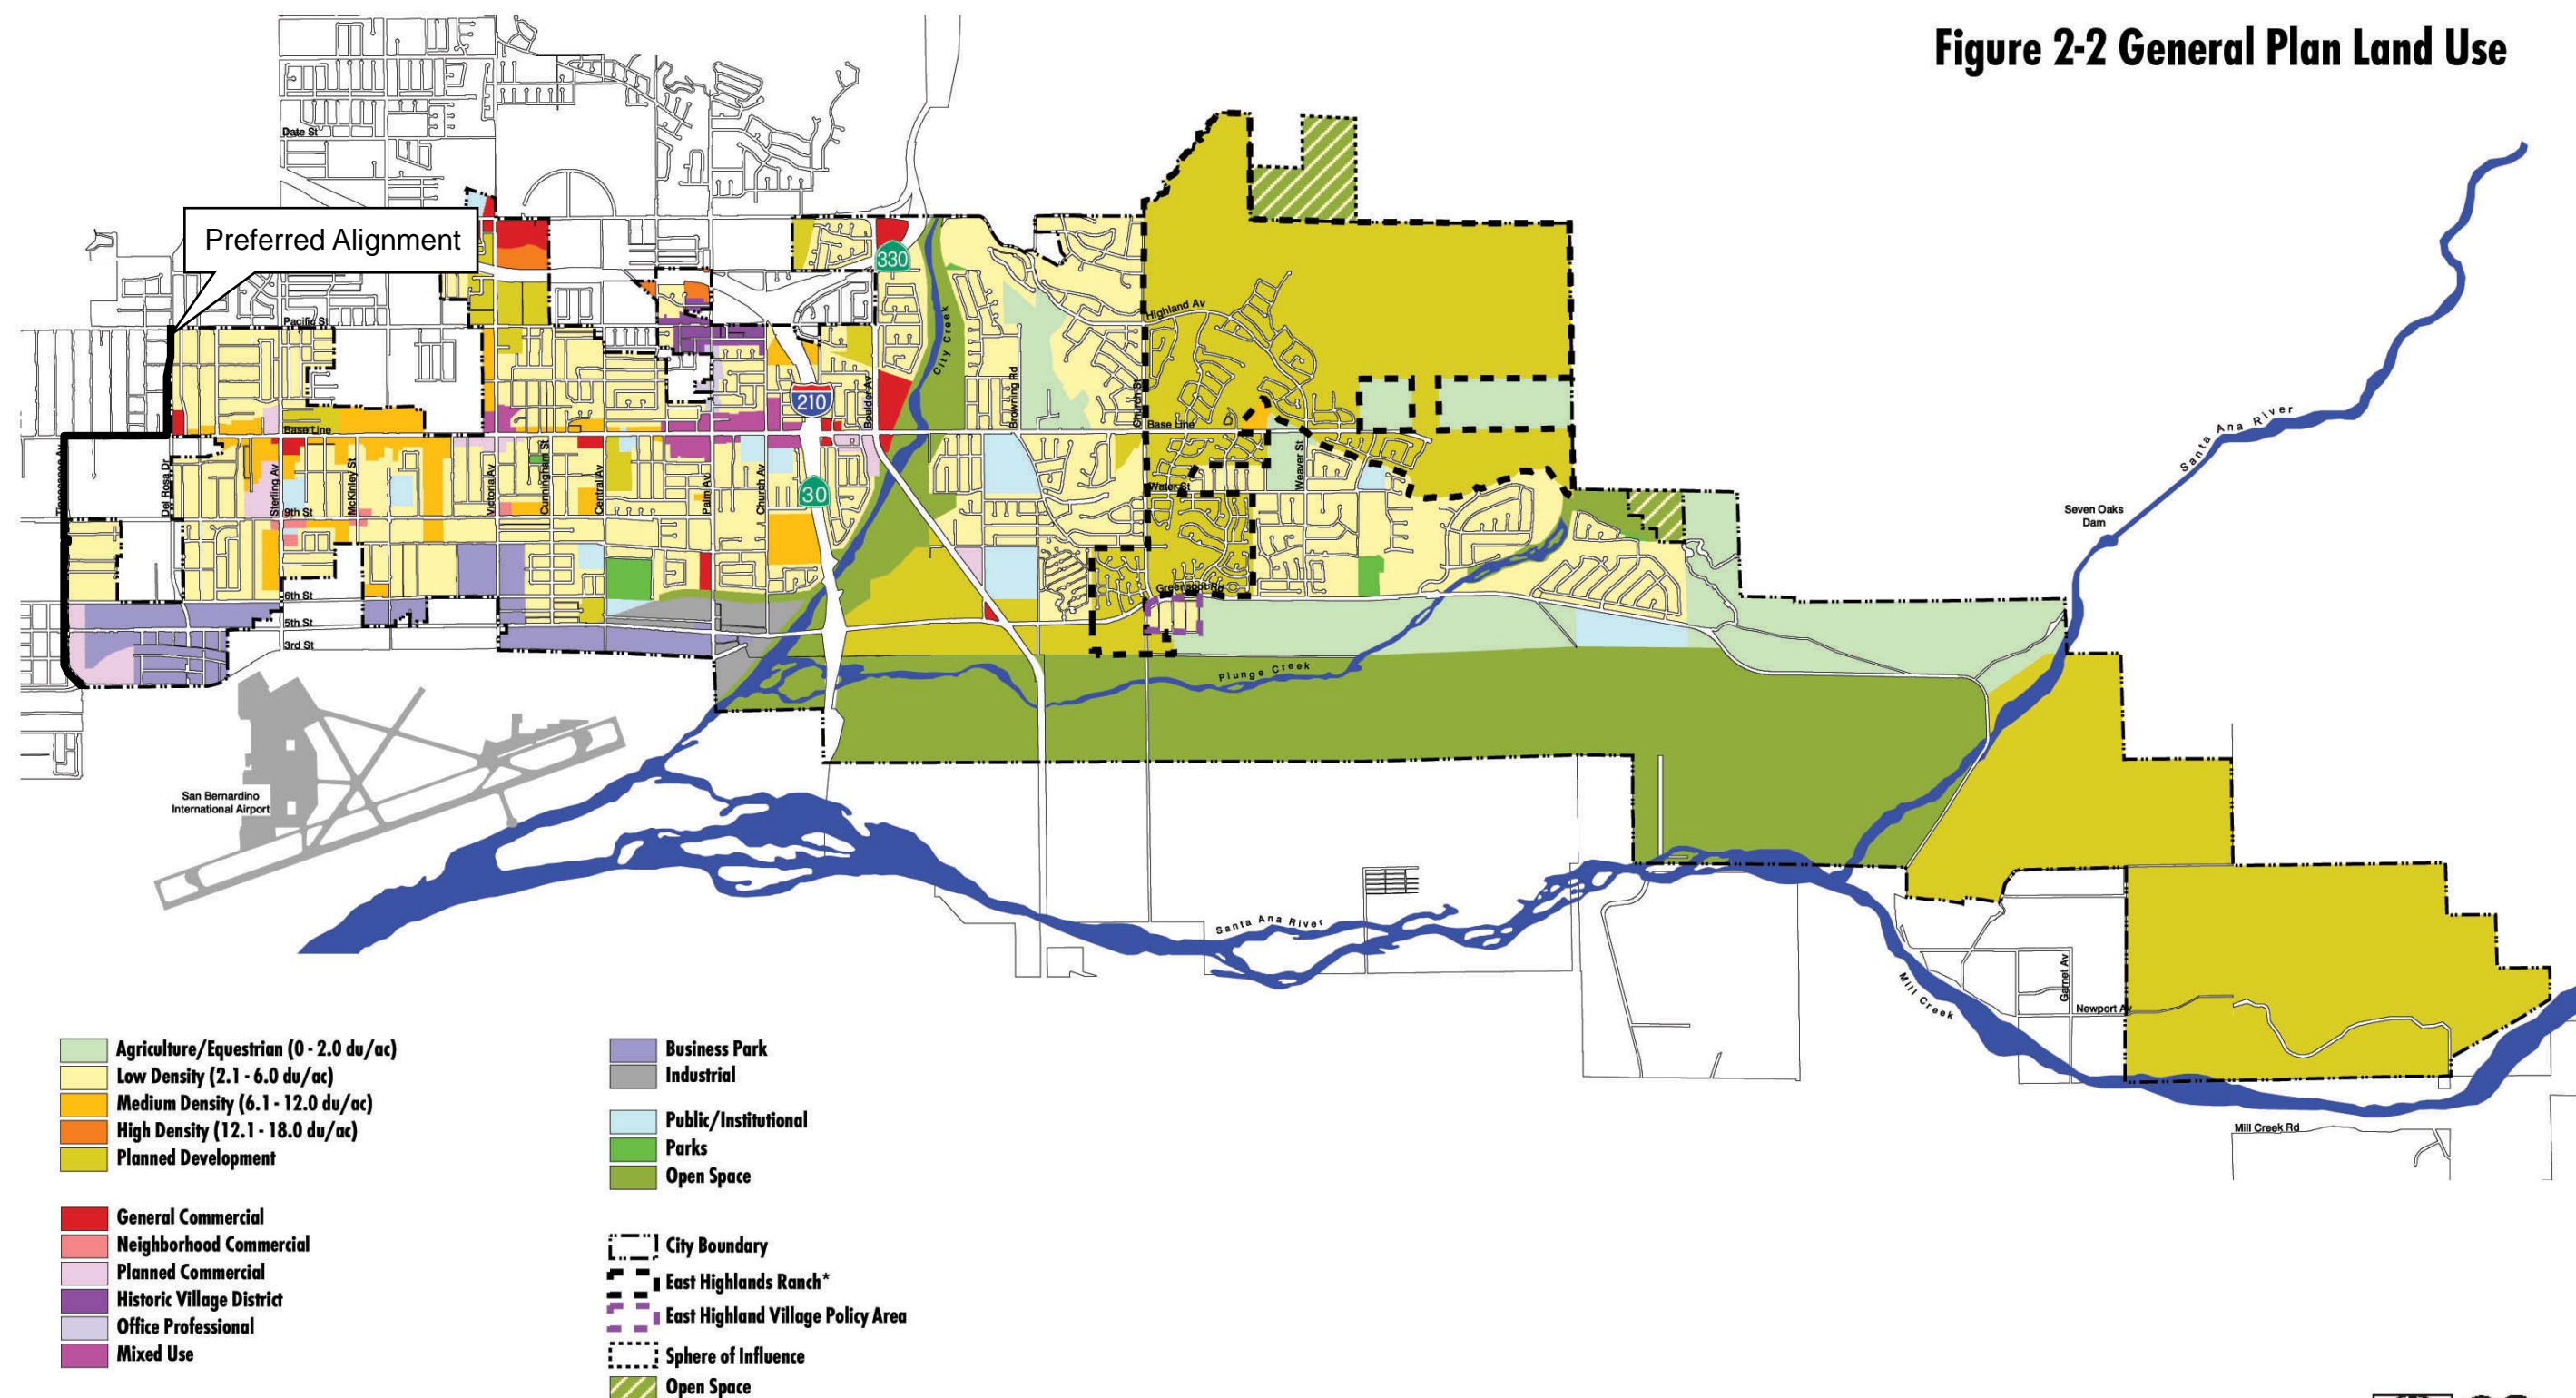 Figure 2-2 General Plan Land Use
Date St
Preferred Alignment
330
Pacific St
Highland Av
City Creek
210
Boulder Av
Browning Rd
Church St
Base Line
Base Line
Santa Ana River
Del Rosa Dr
Sterling Av
McKinley St
Victoria Av
Cunningham St
Central Av
Palm Av
Church Av
30
Water St
Weaver St
9th St
Seven Oaks
Dam
Greenspot Rd
6th St
5th St
3rd St
Plunge Creek
San Bernardino
International Airport
Santa Ana River
Mill Creek
Garnet Av
Newport Av
Mill Creek Rd
Agriculture/Equestrian (0 - 2.0 du/ac)
Low Density (2.1 - 6.0 du/ac)
Medium Density (6.1 - 12.0 du/ac)
High Density (12.1 - 18.0 du/ac)
Planned Development
General Commercial
Neighborhood Commercial
Planned Commercial
Historic Village District
Office Professional
Mixed Use
Business Park
Industrial
Public/Institutional
Parks
Open Space
City Boundary
East Highlands Ranch*
East Highland Village Policy Area
Sphere of Influence
Open Space